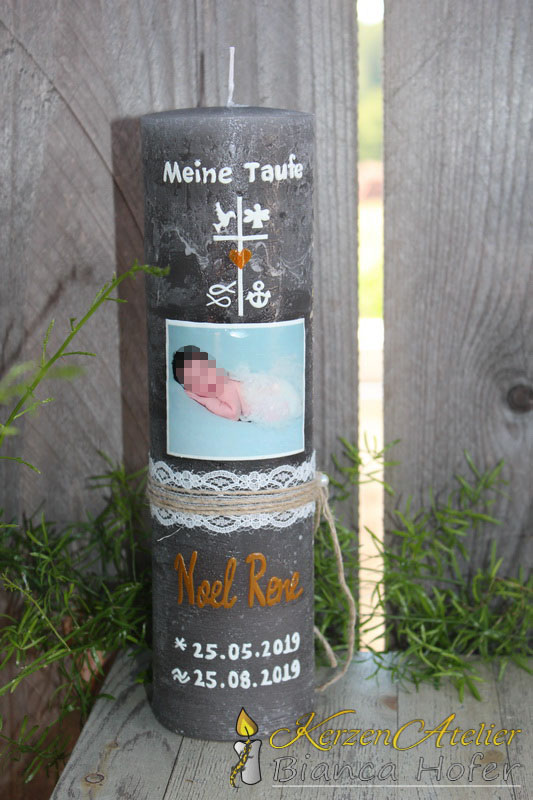 Meine Taufe
Noel Rene
* 25.05.2019
≈ 25.08.2019
KerzenAtelier
Bianca Hofer